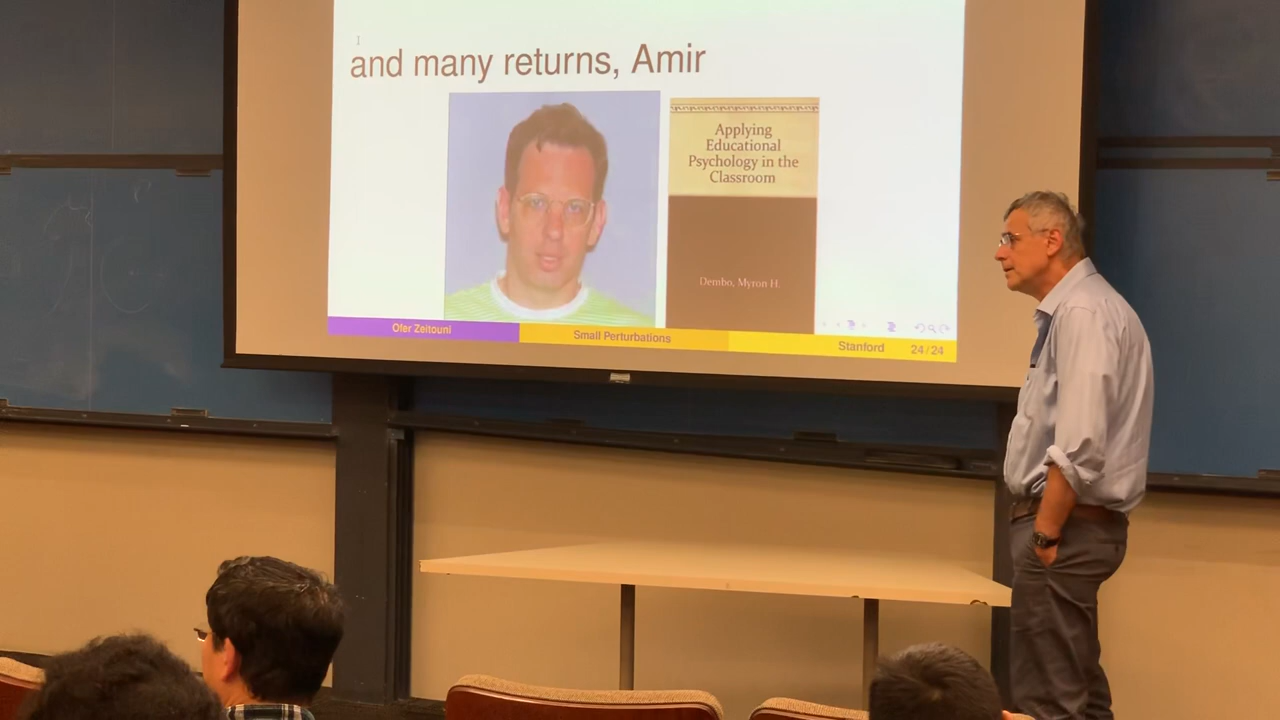 and many returns, Amir
Applying
Educational
Psychology in the
Classroom
Dembo, Myron H.
Ofer Zeitouni
Small Perturbations
Stanford
24/24